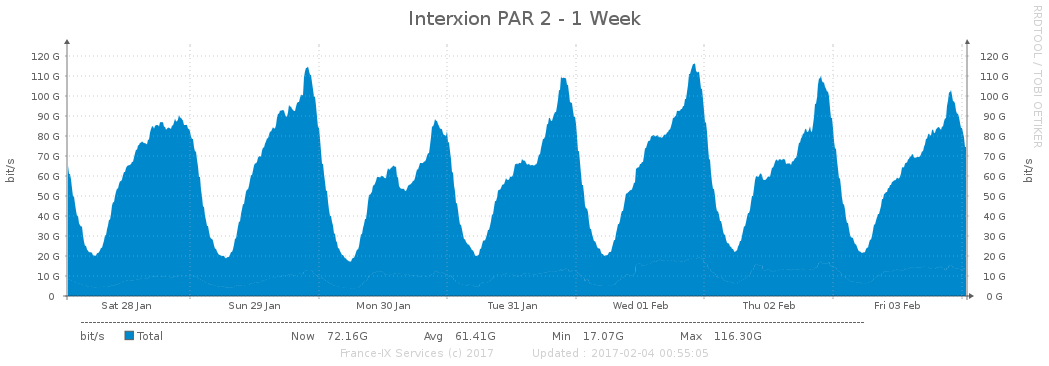 Interxion PAR 2 - 1 Week
RRDTOOL / TOBI OETIKER
120 G 120 G
110 G 110 G
100 G 100 G
90 G 90 G
80 G 80 G
70 G 70 G
60 G 60 G
50 G 50 G
40 G 40 G
30 G 30 G
20 G 20 G
10 G 10 G
0 0 G
bit/s
bit/s
Sat 28 Jan Sun 29 Jan Mon 30 Jan Tue 31 Jan Wed 01 Feb Thu 02 Feb Fri 03 Feb
bit/s Total Now 72.16G Avg 61.41G Min 17.07G Max 116.30G
France-IX Services (c) 2017 Updated : 2017-02-04 00:55:05